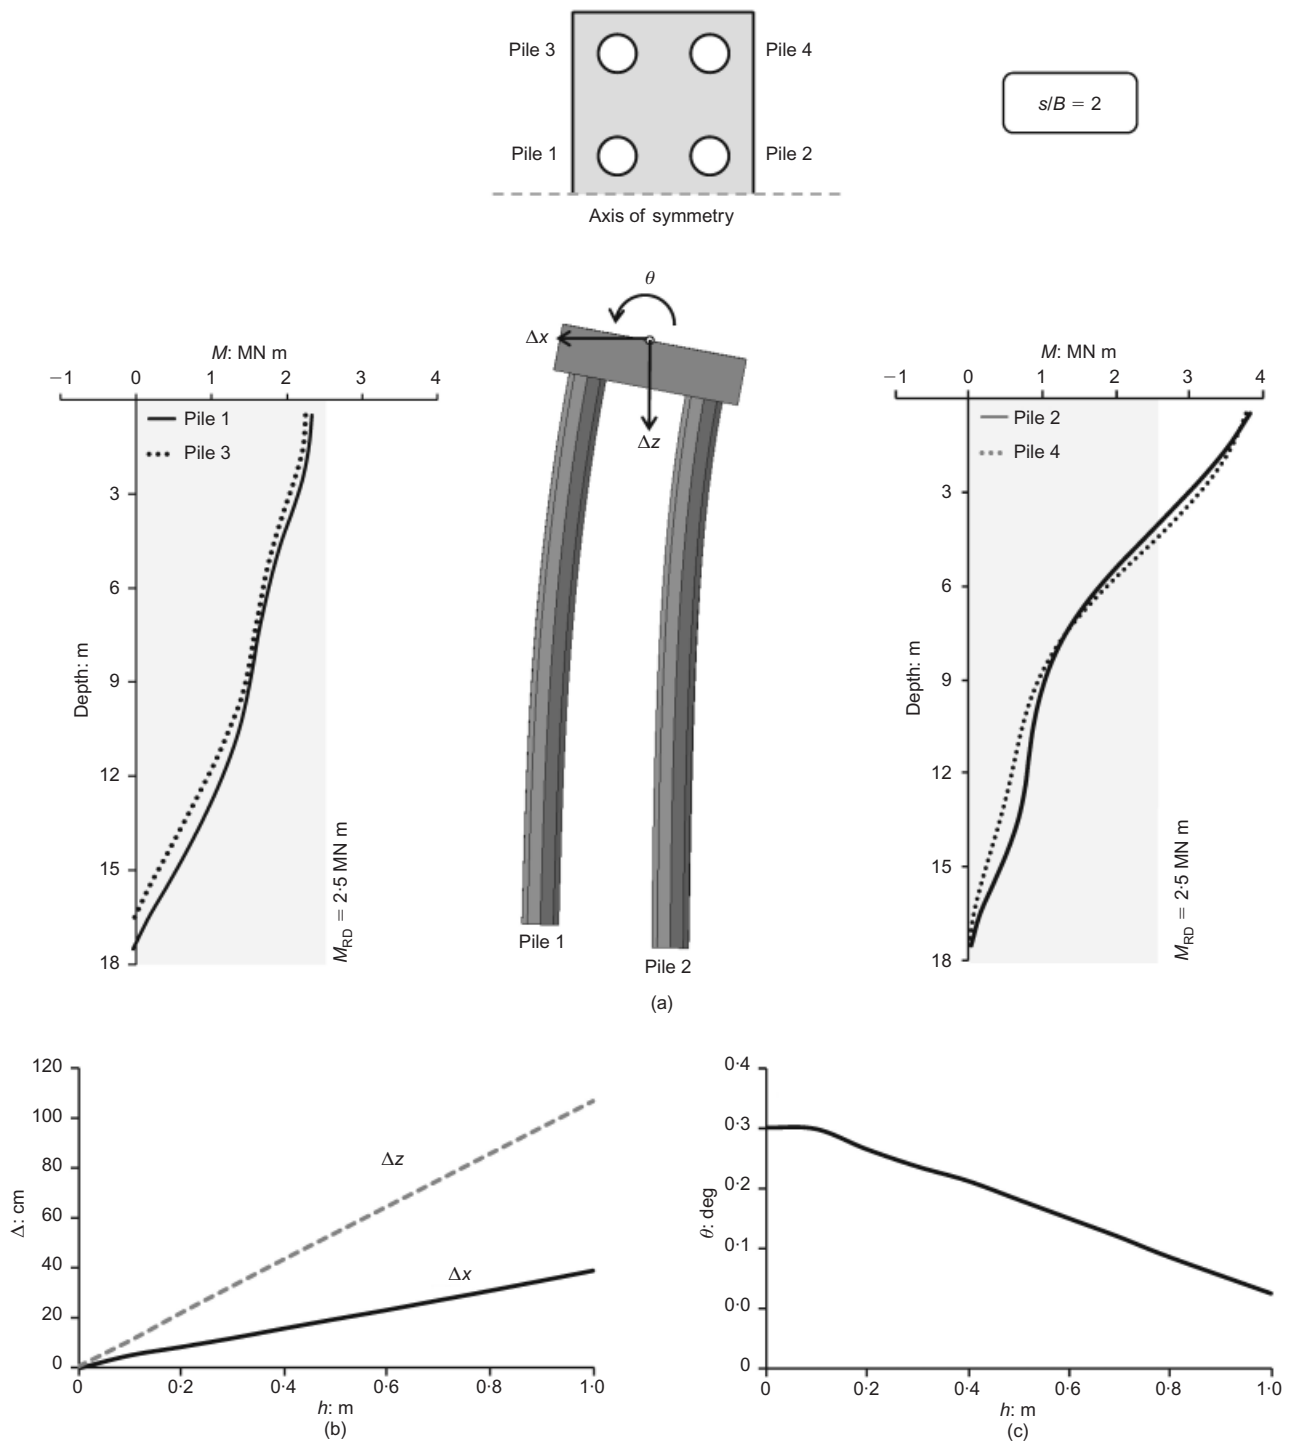 Pile 3
Pile 4
s/B = 2
Pile 1
Pile 2
Axis of symmetry
θ
Δx
Δz
M: MN m
−1 0 1 2 3 4
Pile 1
Pile 3
3
6
9
12
15
18
Depth: m
M_RD = 2·5 MN m
Pile 1
Pile 2
M: MN m
−1 0 1 2 3 4
Pile 2
Pile 4
3
6
9
12
15
18
Depth: m
M_RD = 2·5 MN m
(a)
120
100
80
60
40
20
0
Δ: cm
Δz
Δx
0 0·2 0·4 0·6 0·8 1·0
h: m
(b)
0·4
0·3
0·2
0·1
0·0
0
θ: deg
0 0·2 0·4 0·6 0·8 1·0
h: m
(c)